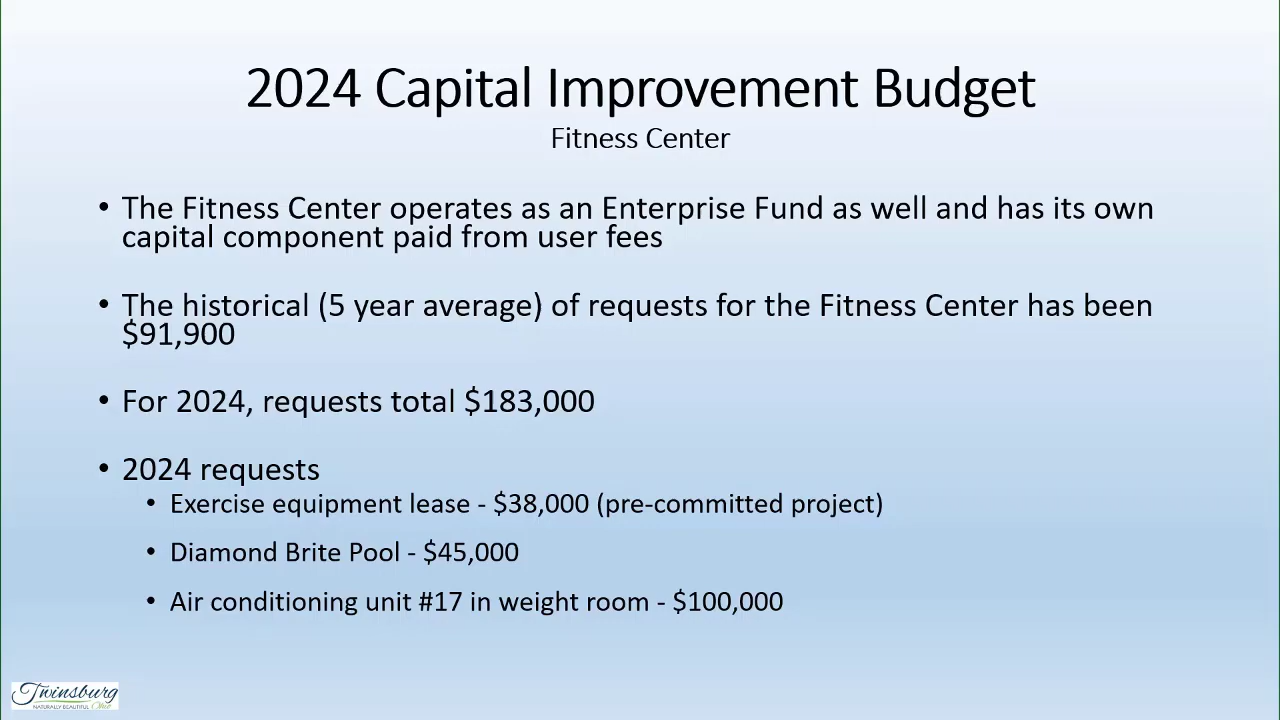 2024 Capital Improvement Budget
Fitness Center
• The Fitness Center operates as an Enterprise Fund as well and has its own
capital component paid from user fees
• The historical (5 year average) of requests for the Fitness Center has been
$91,900
• For 2024, requests total $183,000
• 2024 requests
• Exercise equipment lease - $38,000 (pre-committed project)
• Diamond Brite Pool - $45,000
• Air conditioning unit #17 in weight room - $100,000
Twinsburg
NATURALLY BEAUTIFUL Ohio